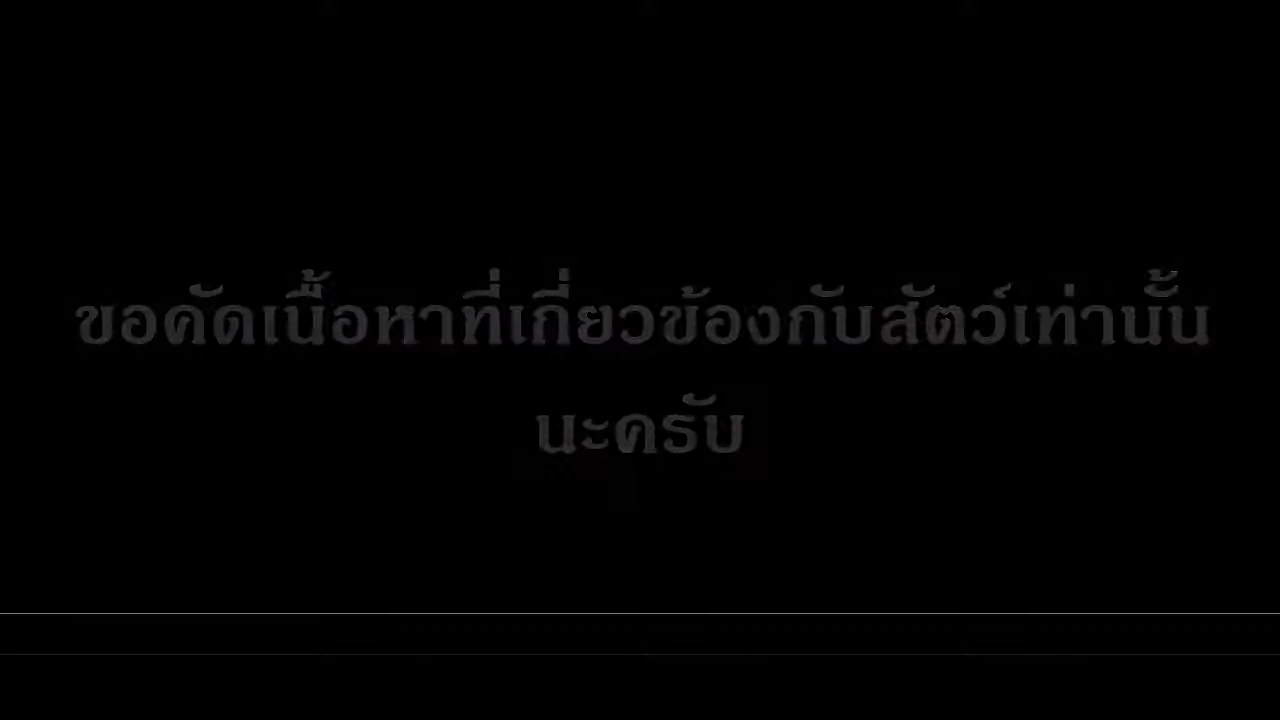 ขอคัดเนื้อหาที่เกี่ยวข้องกับสัตว์เท่านั้น
นะครับ